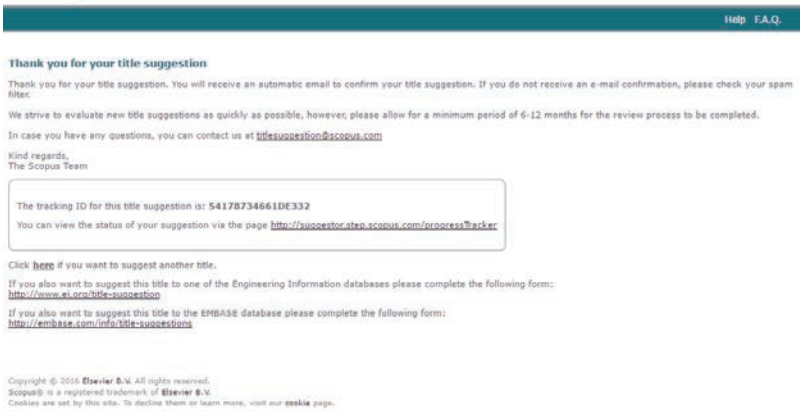 Help F.A.Q.
Thank you for your title suggestion
Thank you for your title suggestion. You will receive an automatic email to confirm your title suggestion. If you do not receive an e-mail confirmation, please check your spam
filter.
We strive to evaluate new title suggestions as quickly as possible, however, please allow for a minimum period of 6-12 months for the review process to be completed.
In case you have any questions, you can contact us at titlesuggestion@scopus.com
Kind regards,
The Scopus Team
The tracking ID for this title suggestion is: 54178734661DE332
You can view the status of your suggestion via the page http://suggestor.step.scopus.com/progressTracker
Click here if you want to suggest another title.
If you also want to suggest this title to one of the Engineering Information databases please complete the following form:
http://www.ei.org/title-suggestion
If you also want to suggest this title to the EMBASE database please complete the following form:
http://embase.com/info/title-suggestions
Copyright © 2016 Elsevier B.V. All rights reserved.
Scopus® is a registered trademark of Elsevier B.V.
Cookies are set by this site. To decline them or learn more, visit our cookie page.